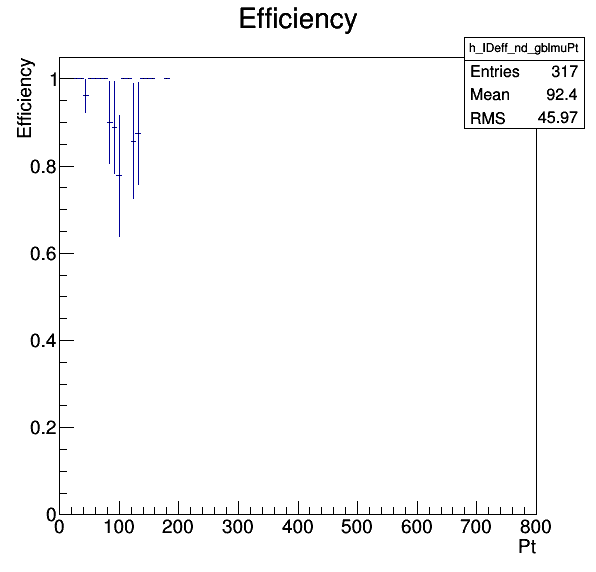 Efficiency
h_IDeff_nd_gblmuPt
Entries 317
Mean 92.4
RMS 45.97
Efficiency
1
0.8
0.6
0.4
0.2
0
0 100 200 300 400 500 600 700 800
Pt